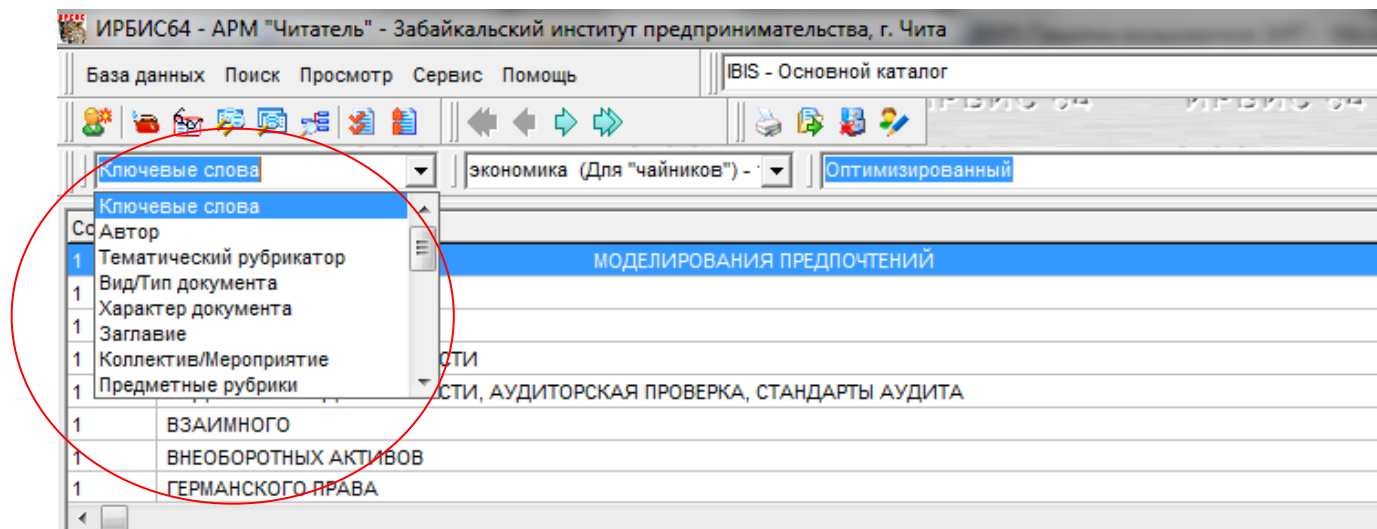 ИРБИС64 - АРМ "Читатель" - Забайкальский институт предпринимательства, г. Чита
База данных Поиск Просмотр Сервис Помощь
IBIS - Основной каталог
Ключевые слова
экономика (Для "чайников") -
Оптимизированный
Ключевые слова
Автор
Тематический рубрикатор
Вид/Тип документа
Характер документа
Заглавие
Коллектив/Мероприятие
Предметные рубрики
1 МОДЕЛИРОВАНИЯ ПРЕДПОЧТЕНИЙ
1
1
1
1 АУДИТОРСКАЯ ПРОВЕРКА, СТАНДАРТЫ АУДИТА
1 ВЗАИМНОГО
1 ВНЕОБОРОТНЫХ АКТИВОВ
1 ГЕРМАНСКОГО ПРАВА